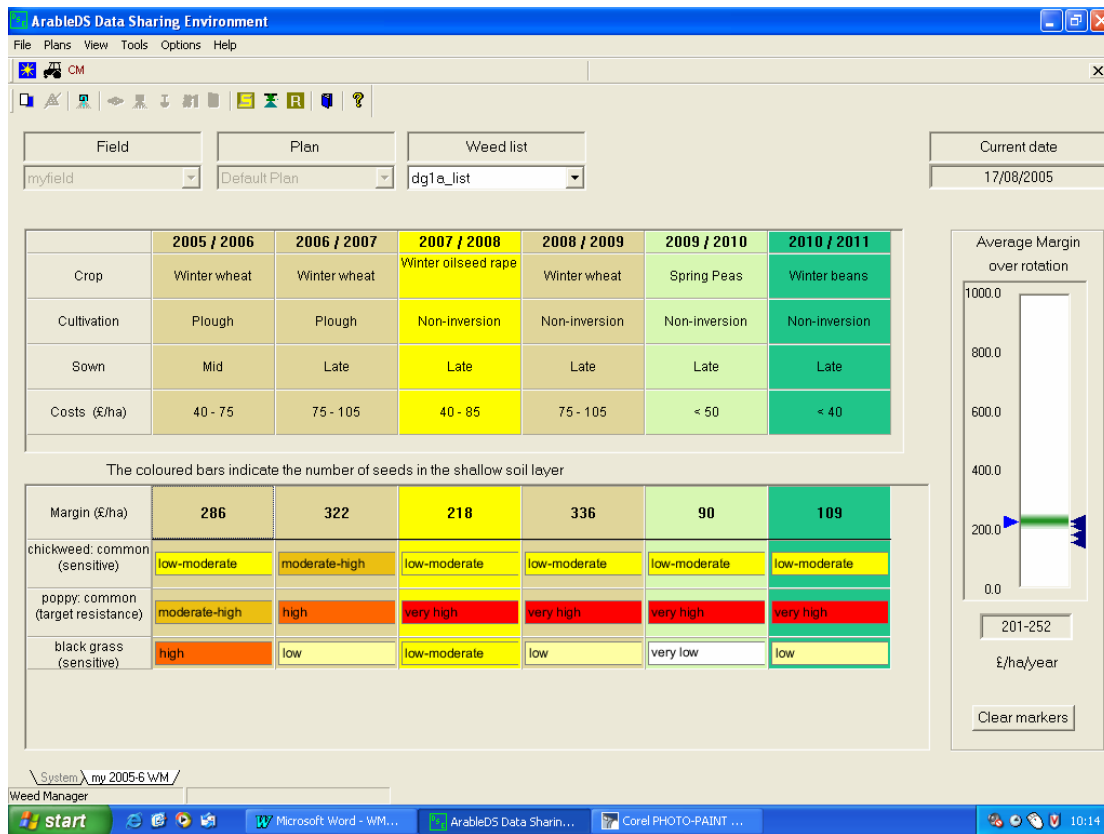 ArableDS Data Sharing Environment
File Plans View Tools Options Help
CM
Field Plan Weed list Current date
myfield Default Plan dg1a_list 17/08/2005
2005 / 2006 2006 / 2007 2007 / 2008 2008 / 2009 2009 / 2010 2010 / 2011
Crop Winter wheat Winter wheat Winter oilseed rape Winter wheat Spring Peas Winter beans
Cultivation Plough Plough Non-inversion Non-inversion Non-inversion Non-inversion
Sown Mid Late Late Late Late Late
Costs (£/ha) 40 - 75 75 - 105 40 - 85 75 - 105 < 50 < 40
The coloured bars indicate the number of seeds in the shallow soil layer
Margin (£/ha) 286 322 218 336 90 109
chickweed: common
(sensitive) low-moderate moderate-high low-moderate low-moderate low-moderate low-moderate
poppy: common
(target resistance) moderate-high high very high very high very high very high
black grass
(sensitive) high low low-moderate low very low low
Average Margin
over rotation
1000.0
800.0
600.0
400.0
200.0
0.0
201-252
£/ha/year
Clear markers
System my 2005-6 WM
Weed Manager
start Microsoft Word - WM... ArableDS Data Sharin... Corel PHOTO-PAINT ... 10:14